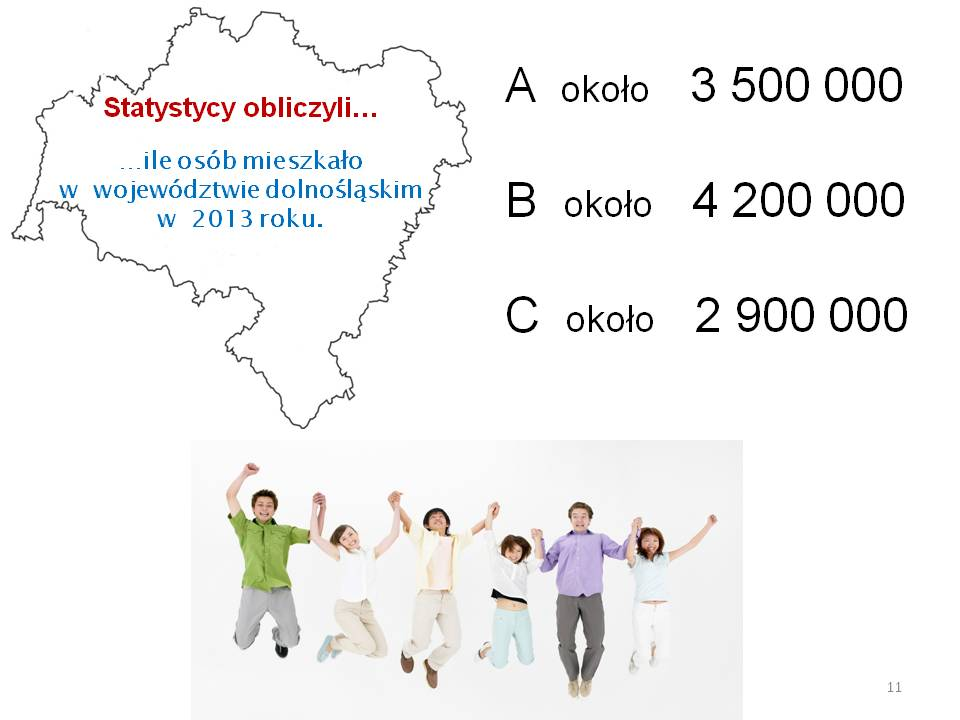 Statystycy obliczyli…
…ile osób mieszkało
w województwie dolnośląskim
w 2013 roku.
A około 3 500 000
B około 4 200 000
C około 2 900 000
11